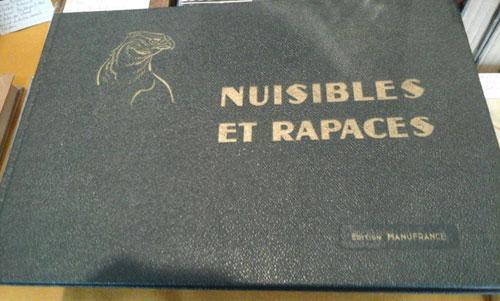 NUISIBLES
ET RAPACES
Edition MANUFRANCE